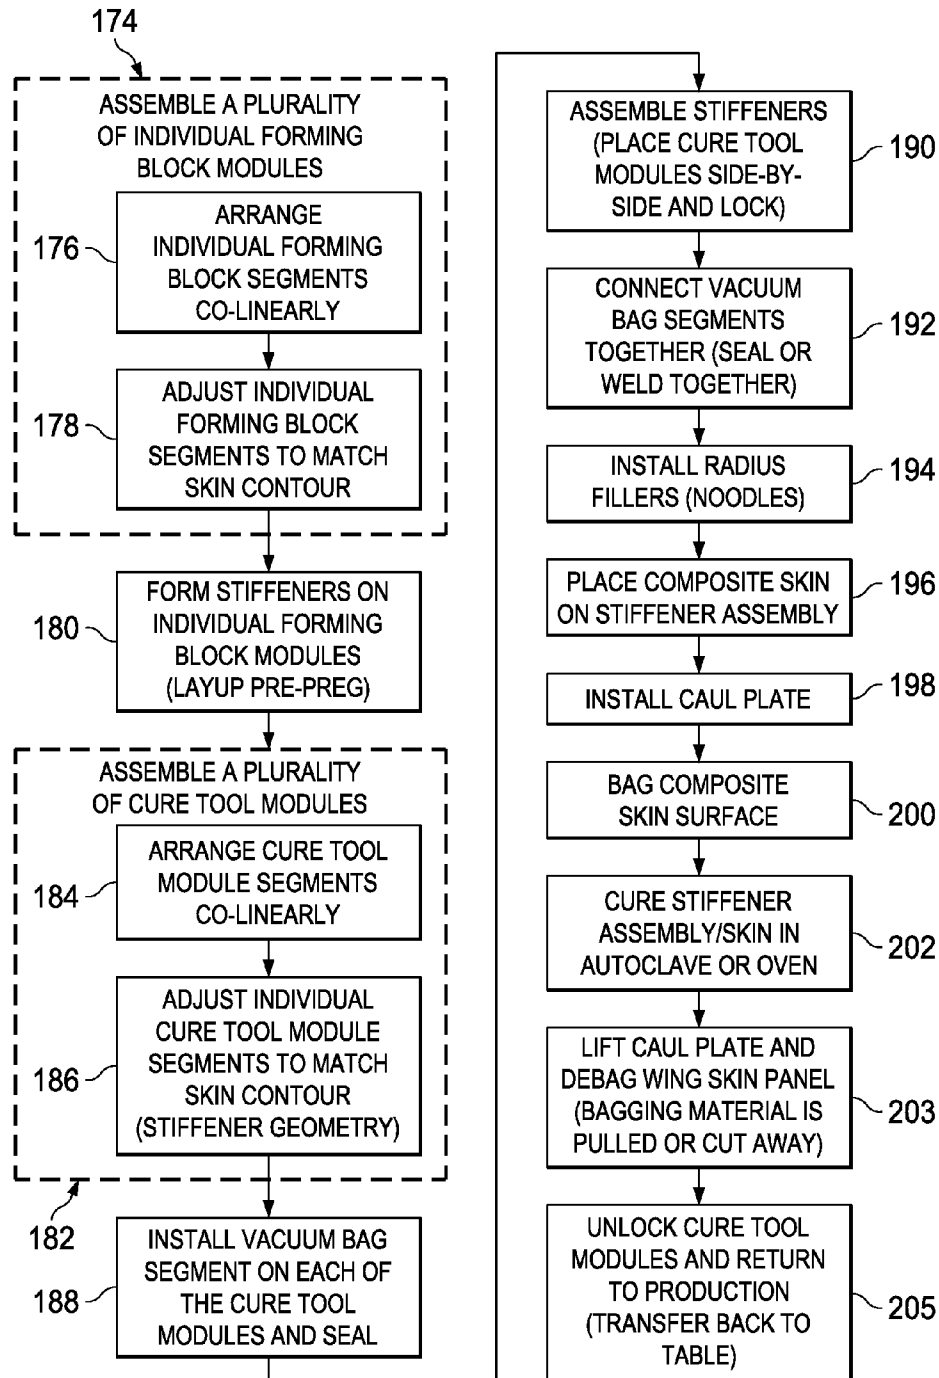 174
ASSEMBLE A PLURALITY
OF INDIVIDUAL FORMING
BLOCK MODULES
176
ARRANGE
INDIVIDUAL FORMING
BLOCK SEGMENTS
CO-LINEARLY
178
ADJUST INDIVIDUAL
FORMING BLOCK
SEGMENTS TO MATCH
SKIN CONTOUR
180
FORM STIFFENERS ON
INDIVIDUAL FORMING
BLOCK MODULES
(LAYUP PRE-PREG)
ASSEMBLE A PLURALITY
OF CURE TOOL MODULES
184
ARRANGE CURE TOOL
MODULE SEGMENTS
CO-LINEARLY
186
ADJUST INDIVIDUAL
CURE TOOL MODULE
SEGMENTS TO MATCH
SKIN CONTOUR
(STIFFENER GEOMETRY)
182
188
INSTALL VACUUM BAG
SEGMENT ON EACH OF
THE CURE TOOL
MODULES AND SEAL
ASSEMBLE STIFFENERS
(PLACE CURE TOOL
MODULES SIDE-BY-
SIDE AND LOCK)
190
CONNECT VACUUM
BAG SEGMENTS
TOGETHER (SEAL OR
WELD TOGETHER)
192
INSTALL RADIUS
FILLERS (NOODLES)
194
PLACE COMPOSITE SKIN
ON STIFFENER ASSEMBLY
196
INSTALL CAUL PLATE
198
BAG COMPOSITE
SKIN SURFACE
200
CURE STIFFENER
ASSEMBLY/SKIN IN
AUTOCLAVE OR OVEN
202
LIFT CAUL PLATE AND
DEBAG WING SKIN PANEL
(BAGGING MATERIAL IS
PULLED OR CUT AWAY)
203
UNLOCK CURE TOOL
MODULES AND RETURN
TO PRODUCTION
(TRANSFER BACK TO
TABLE)
205